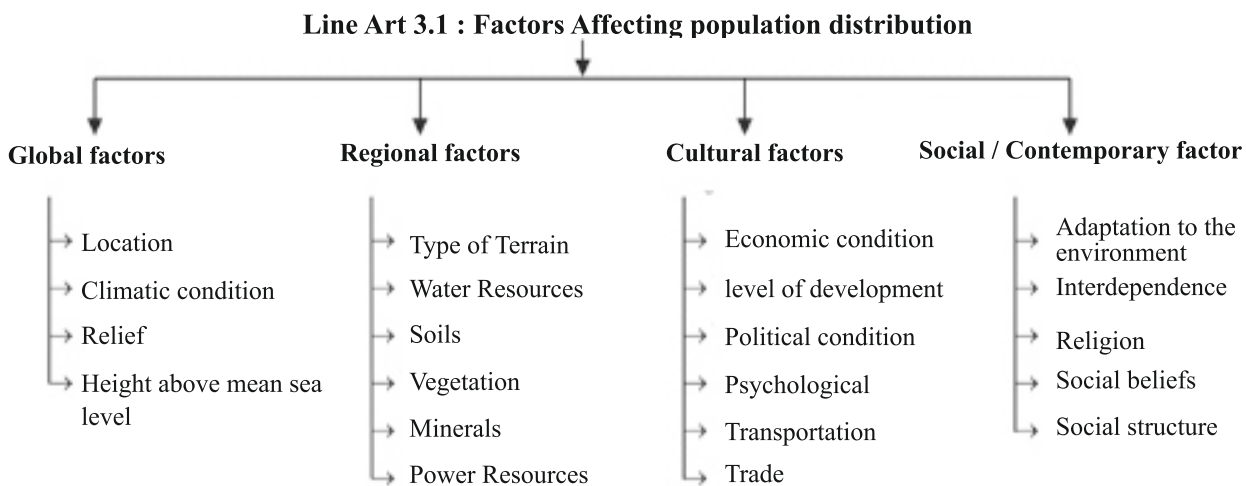 Line Art 3.1 : Factors Affecting population distribution
Global factors
Location
Climatic condition
Relief
Height above mean sea
level
Regional factors
Type of Terrain
Water Resources
Soils
Vegetation
Minerals
Power Resources
Cultural factors
Economic condition
level of development
Political condition
Psychological
Transportation
Trade
Social / Contemporary factor
Adaptation to the
environment
Interdependence
Religion
Social beliefs
Social structure